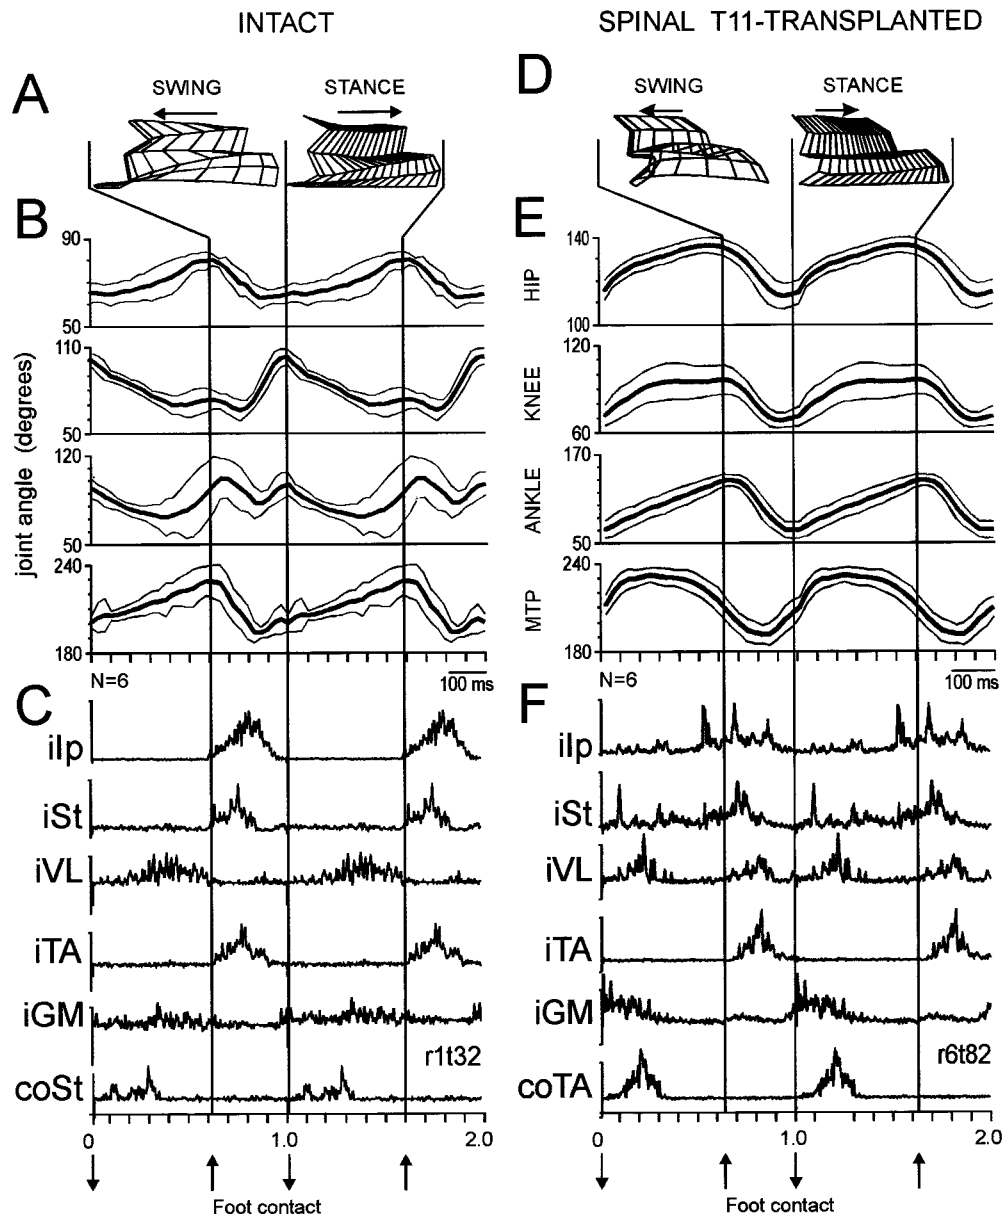 INTACT
SPINAL T11-TRANSPLANTED
A
SWING
STANCE
D
SWING
STANCE
B
90
50
110
50
120
50
240
180
joint angle (degrees)
N=6
100 ms
E
140
100
HIP
120
60
KNEE
170
50
ANKLE
240
180
MTP
N=6
100 ms
C
iIp
iSt
iVL
iTA
iGM
r1t32
coSt
0
1.0
2.0
Foot contact
F
iIp
iSt
iVL
iTA
iGM
r6t82
coTA
0
1.0
2.0
Foot contact